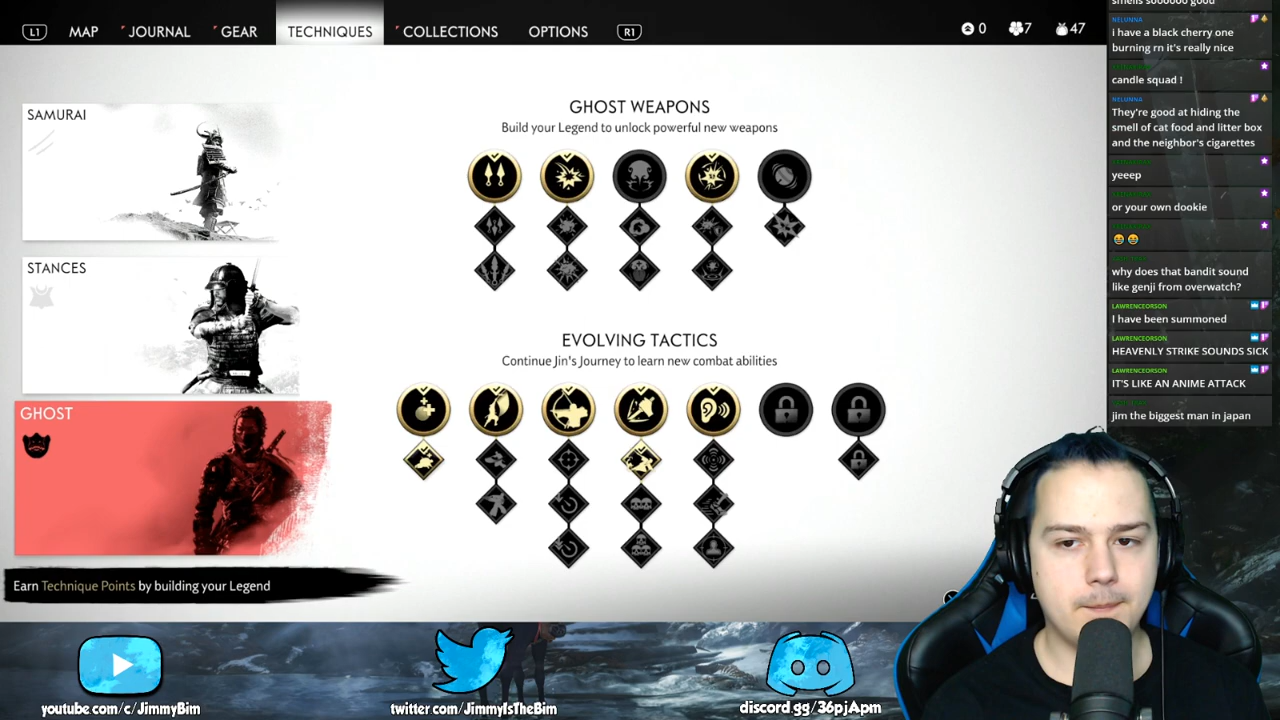 L1
MAP
JOURNAL
GEAR
TECHNIQUES
COLLECTIONS
OPTIONS
R1
0
7
47
SAMURAI
STANCES
GHOST
Earn Technique Points by building your Legend
GHOST WEAPONS
Build your Legend to unlock powerful new weapons
EVOLVING TACTICS
Continue Jin's Journey to learn new combat abilities
NELUNNA
i have a black cherry one
burning rn it's really nice
candle squad !
NELUNNA
They're good at hiding the
smell of cat food and litter box
and the neighbor's cigarettes
yeeep
or your own dookie
why does that bandit sound
like genji from overwatch?
LAWRENCEORSON
I have been summoned
LAWRENCEORSON
HEAVENLY STRIKE SOUNDS SICK
LAWRENCEORSON
IT'S LIKE AN ANIME ATTACK
jim the biggest man in japan
youtube.com/c/JimmyBim
twitter.com/JimmyIsTheBim
discord.gg/36pjApm